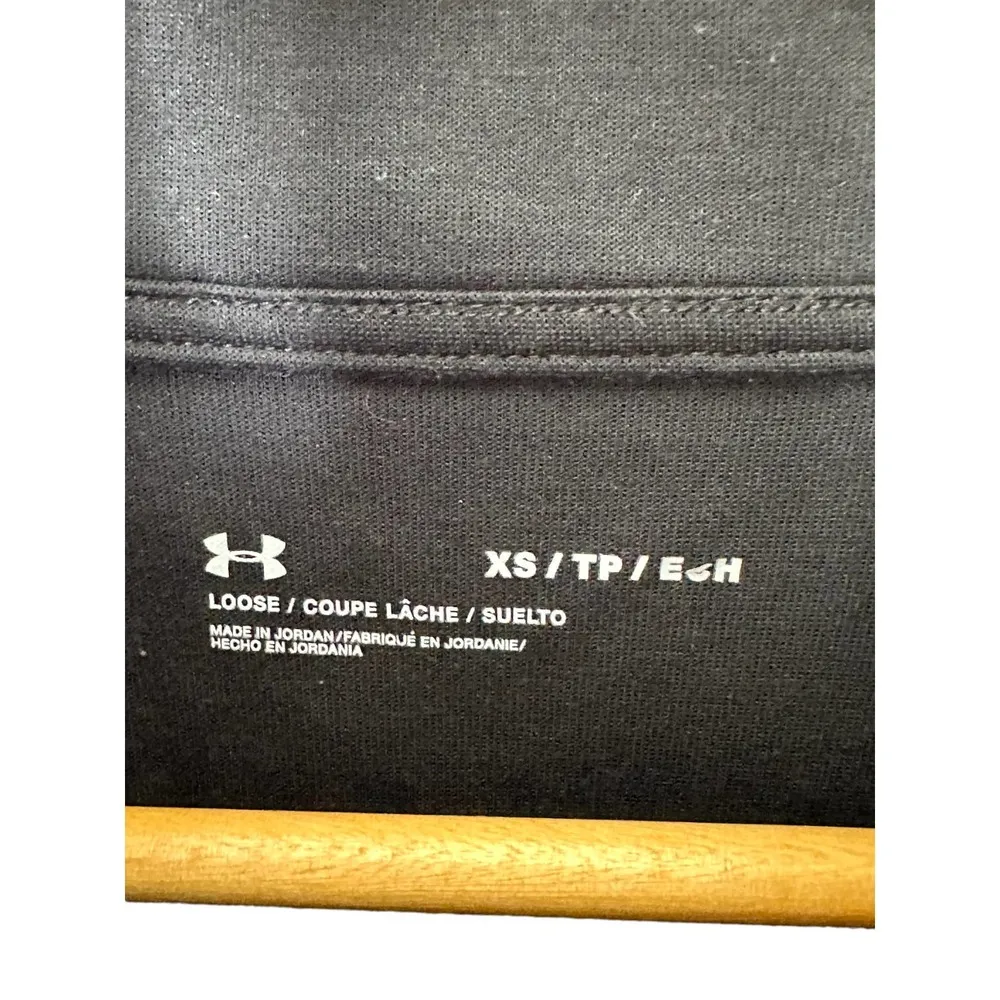 XS / TP / 
LOOSE / COUPE LÂCHE / SUELTO
MADE IN JORDAN/FABRIQUÉ EN JORDANIE/
HECHO EN JORDANIA